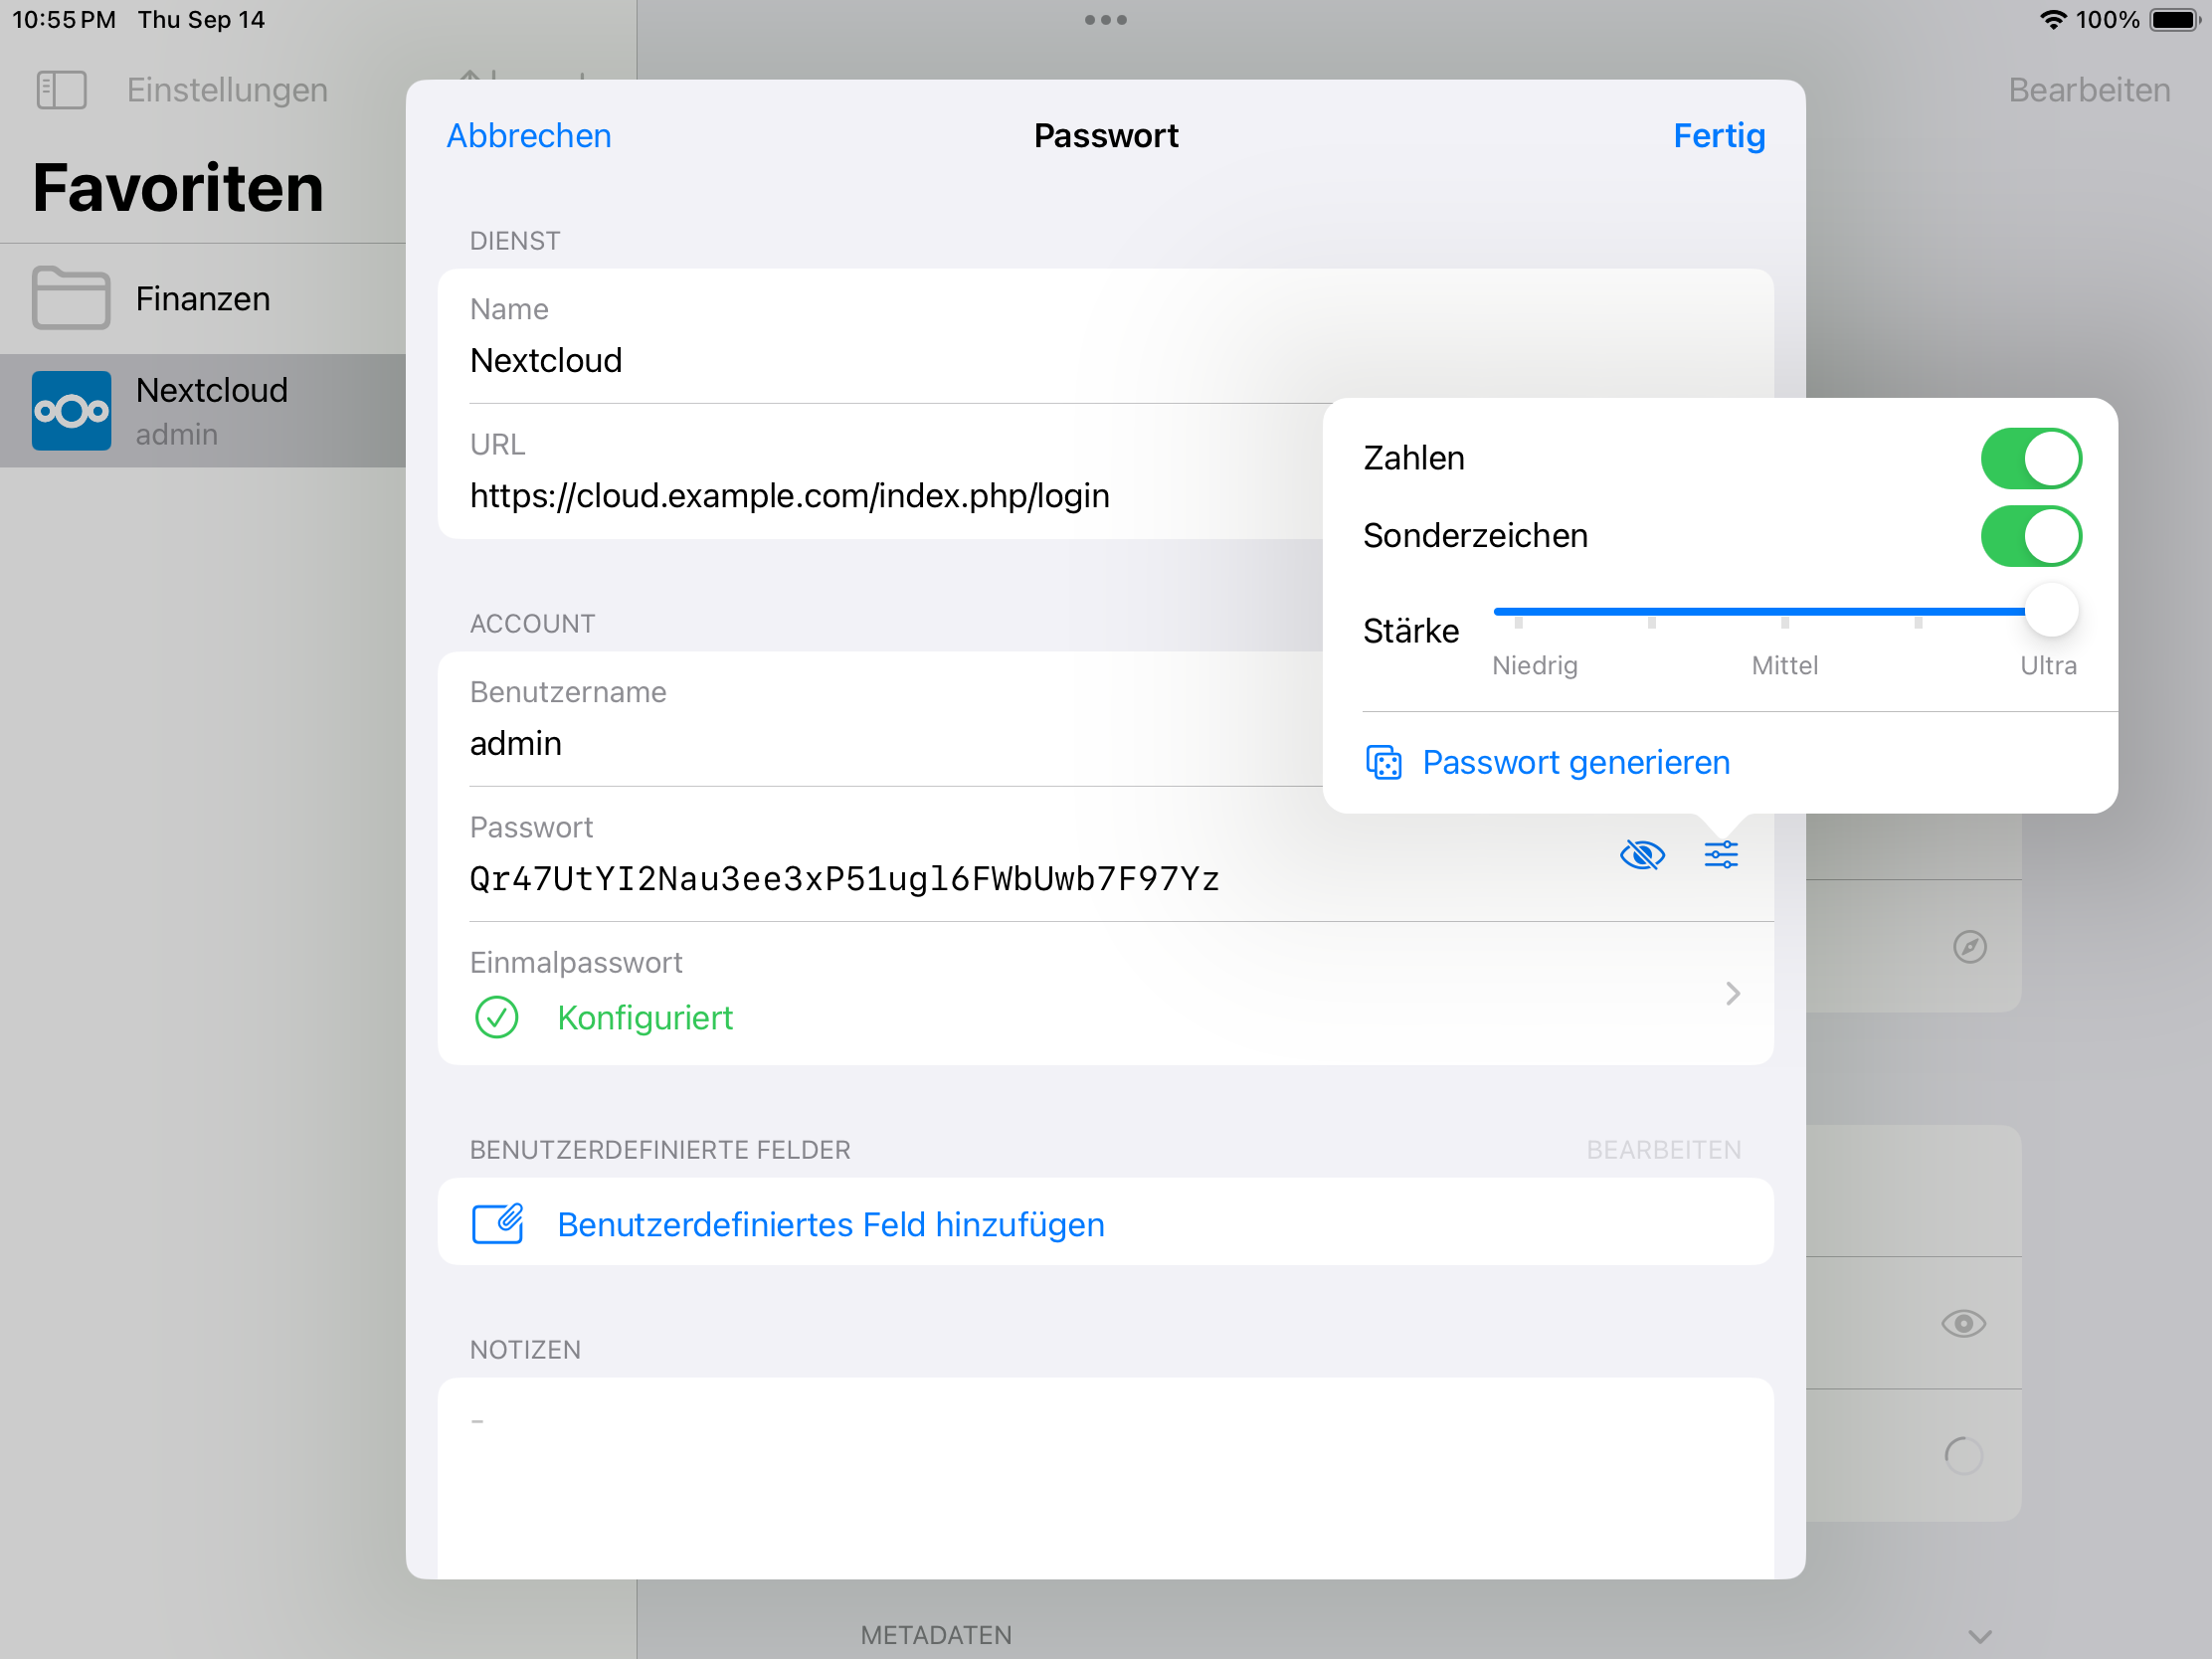 10:55 PM Thu Sep 14
100%
Einstellungen
Bearbeiten
Favoriten
Finanzen
Nextcloud
admin
Abbrechen
Passwort
Fertig
DIENST
Name
Nextcloud
URL
https://cloud.example.com/index.php/login
ACCOUNT
Benutzername
admin
Passwort
Qr47UtYI2Nau3ee3xP51ugl6FWbUwb7F97Yz
Einmalpasswort
Konfiguriert
BENUTZERDEFINIERTE FELDER
BEARBEITEN
Benutzerdefiniertes Feld hinzufügen
NOTIZEN
-
Zahlen
Sonderzeichen
Stärke
Niedrig
Mittel
Ultra
Passwort generieren
METADATEN